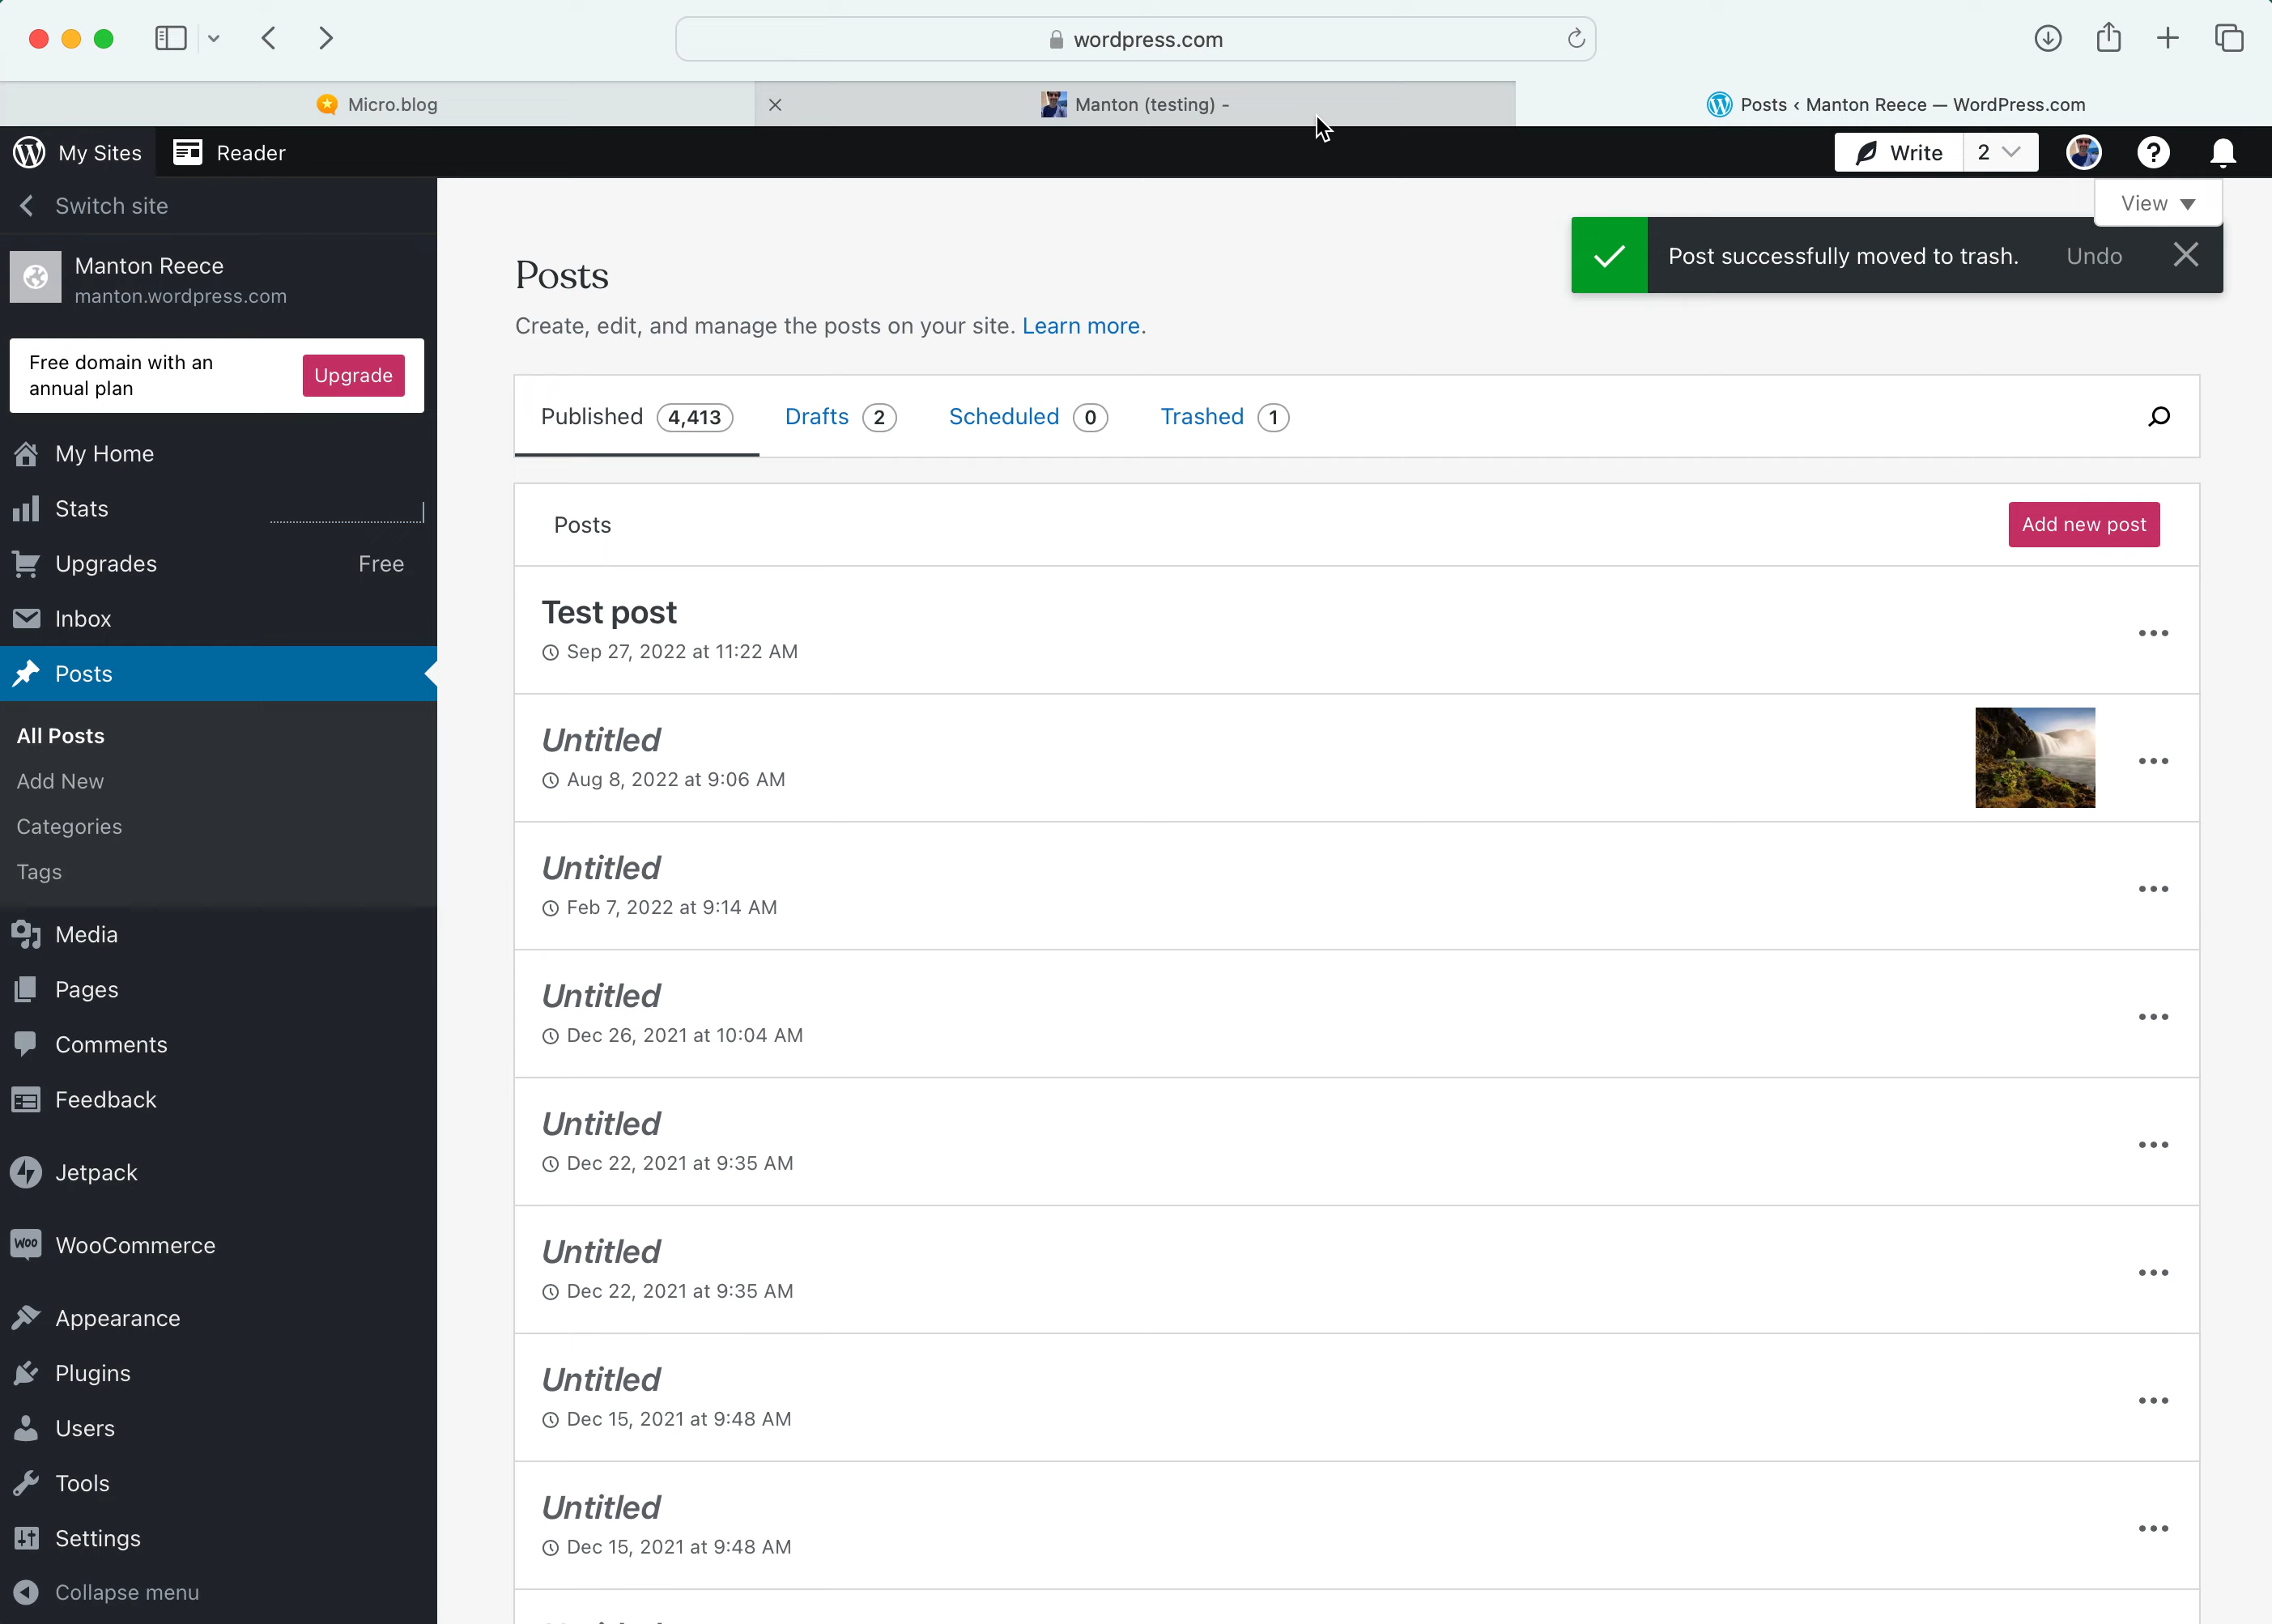 wordpress.com
Micro.blog
Manton (testing) -
Posts ‹ Manton Reece — WordPress.com
My Sites
Reader
Write
2
Switch site
View
Manton Reece
manton.wordpress.com
Posts
Post successfully moved to trash.
Undo
Create, edit, and manage the posts on your site. Learn more.
Free domain with an
annual plan
Upgrade
Published 4,413
Drafts 2
Scheduled 0
Trashed 1
My Home
Stats
Upgrades
Free
Inbox
Posts
All Posts
Add New
Categories
Tags
Media
Pages
Comments
Feedback
Jetpack
Woo
WooCommerce
Appearance
Plugins
Users
Tools
Settings
Collapse menu
Posts
Add new post
Test post
Sep 27, 2022 at 11:22 AM
Untitled
Aug 8, 2022 at 9:06 AM
Untitled
Feb 7, 2022 at 9:14 AM
Untitled
Dec 26, 2021 at 10:04 AM
Untitled
Dec 22, 2021 at 9:35 AM
Untitled
Dec 22, 2021 at 9:35 AM
Untitled
Dec 15, 2021 at 9:48 AM
Untitled
Dec 15, 2021 at 9:48 AM